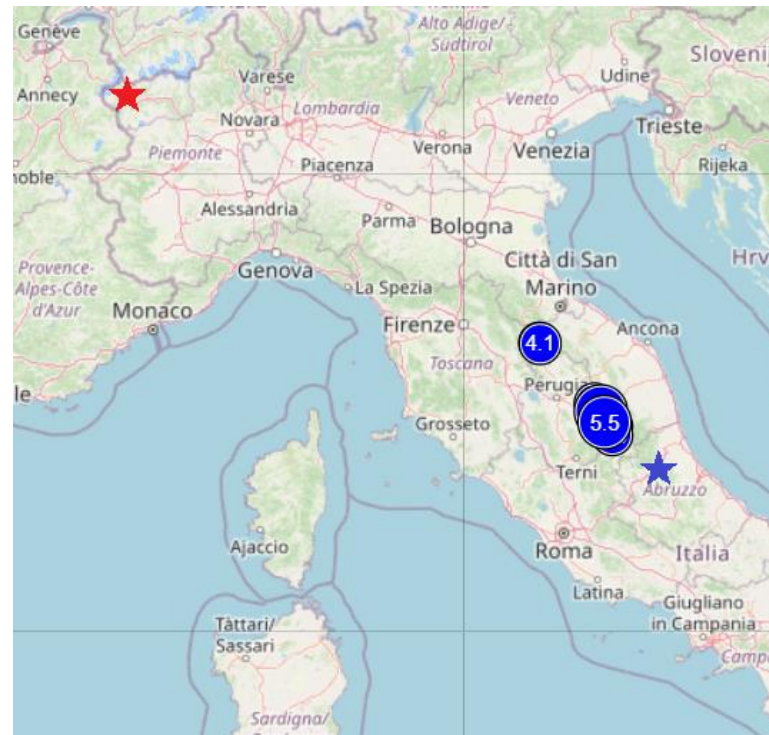 Genève
Annecy
noble
Alto Adige/-
Südtirol
Sloveni
Udine
Varese
Lombardia
Veneto
Novara
Trieste
Verona
Venezia
Rijeka
Piemonte
Piacenza
Alessandria
Parma
Bologna
Genova
Provence-
Alpes-Côte
d'Azur
Città di San
Marino
Hrv
La Spezia
Monaco
Firenze
Ancona
4.1
Toscana
le
Perugia
Grosseto
5.5
Terni
Abruzzo
Ajaccio
Roma
Italia
Latina
Giugliano
in Campania
Tàttari/
Sassari
Camp
Sardigna/